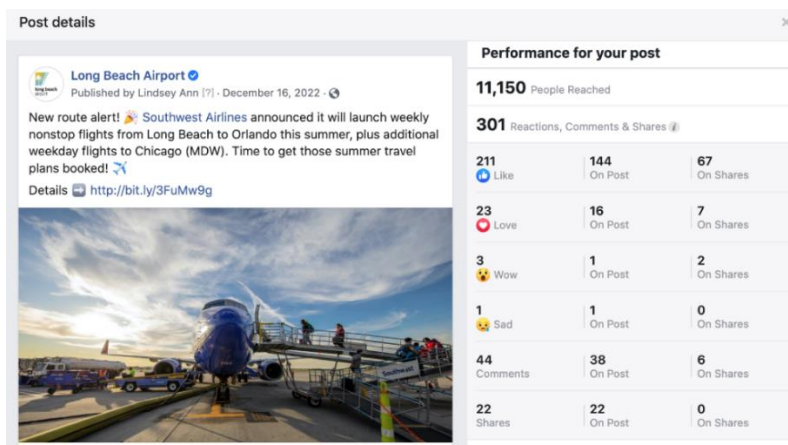 Post details
×
Long Beach Airport
Published by Lindsey Ann [?] · December 16, 2022 ·
New route alert! 🎉 Southwest Airlines announced it will launch weekly
nonstop flights from Long Beach to Orlando this summer, plus additional
weekday flights to Chicago (MDW). Time to get those summer travel
plans booked! ✈️
Details ➡️ http://bit.ly/3FuMw9g
Southwest
Performance for your post
11,150 People Reached
301 Reactions, Comments & Shares
211 144 67
Like On Post On Shares
23 16 7
Love On Post On Shares
3 1 2
Wow On Post On Shares
1 1 0
Sad On Post On Shares
44 38 6
Comments On Post On Shares
22 22 0
Shares On Post On Shares